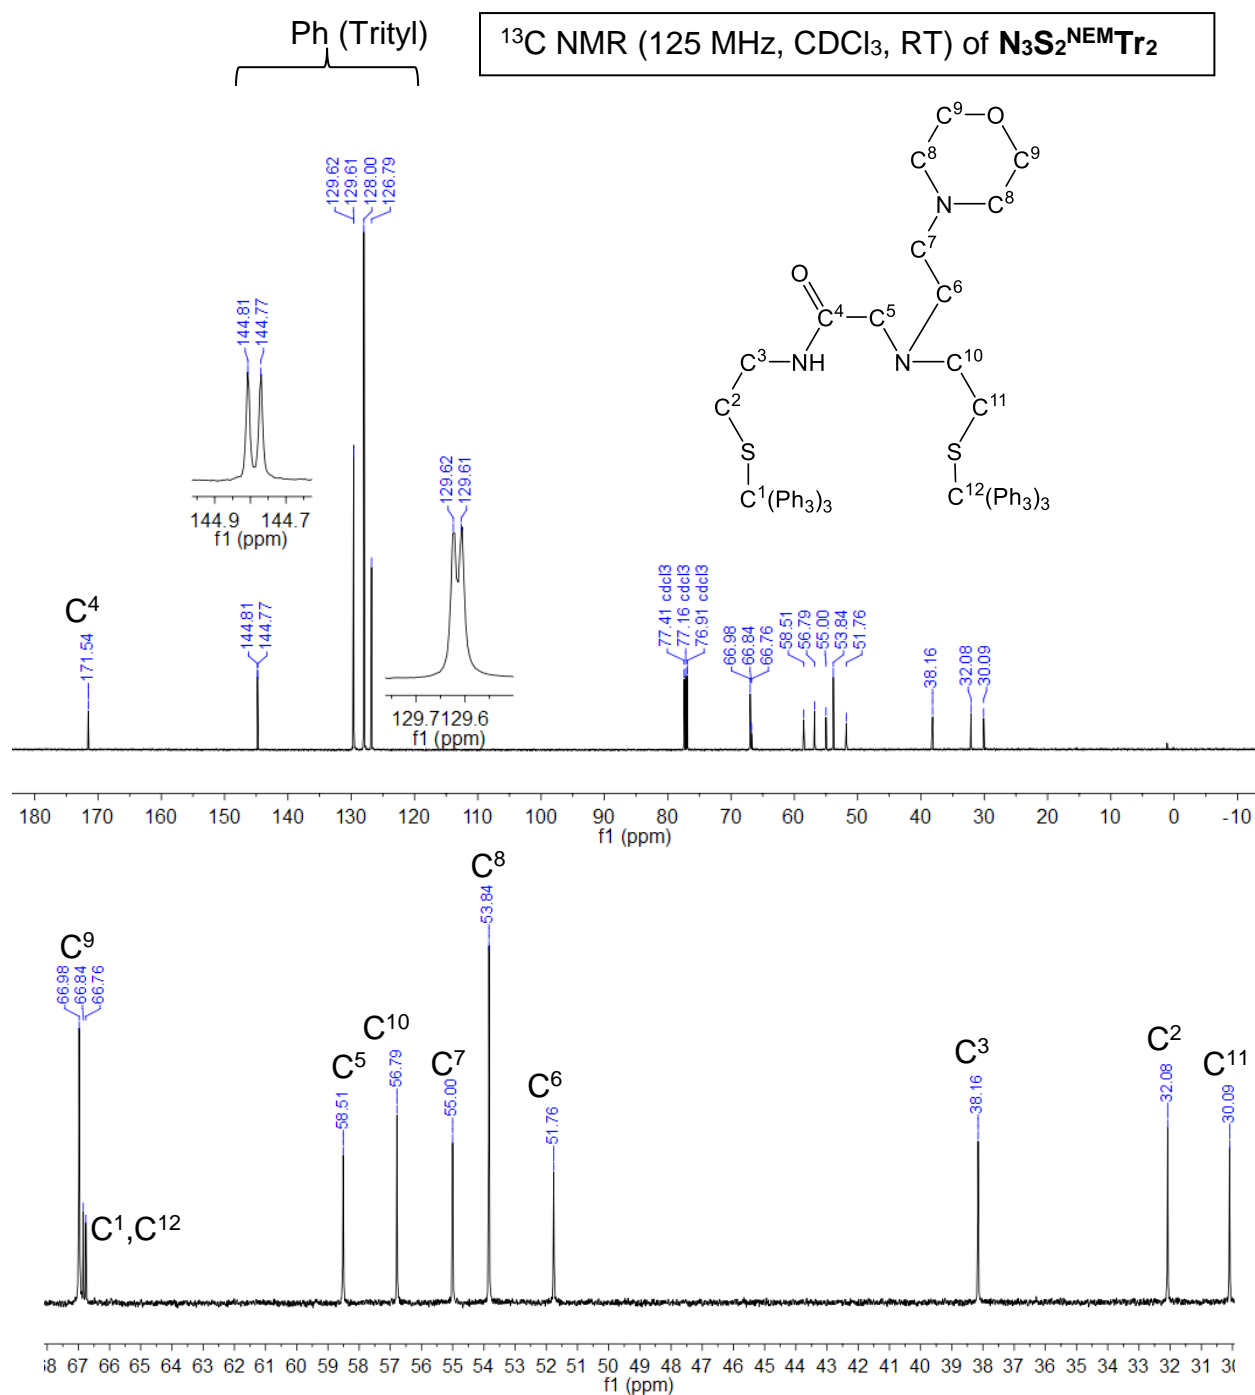 Ph (Trityl)
¹³C NMR (125 MHz, CDCl₃, RT) of N₃S₂ᴺᴱᴹTr₂
C⁹ O
C⁸ C⁹
N C⁸
C⁷
C⁶
O
C⁴ C⁵
C³ NH N C¹⁰
C² C¹¹
S S
C¹(Ph₃)₃ C¹²(Ph₃)₃
129.62
129.61
128.00
126.79
144.81
144.77
144.9 144.7
f1 (ppm)
129.62
129.61
129.7129.6
f1 (ppm)
C⁴
171.54
144.81
144.77
77.41 cdcl3
77.16 cdcl3
76.91 cdcl3
66.98
66.84
66.76
58.51
56.79
55.00
53.84
51.76
38.16
32.08
30.09
180 170 160 150 140 130 120 110 100 90 80 70 60 50 40 30 20 10 0 -10
f1 (ppm)
C⁹
66.98
66.84
66.76
C¹,C¹²
C⁵
58.51
C¹⁰
56.79
C⁷
55.00
C⁸
53.84
C⁶
51.76
C³
38.16
C²
32.08
C¹¹
30.09
67 66 65 64 63 62 61 60 59 58 57 56 55 54 53 52 51 50 49 48 47 46 45 44 43 42 41 40 39 38 37 36 35 34 33 32 31
f1 (ppm)